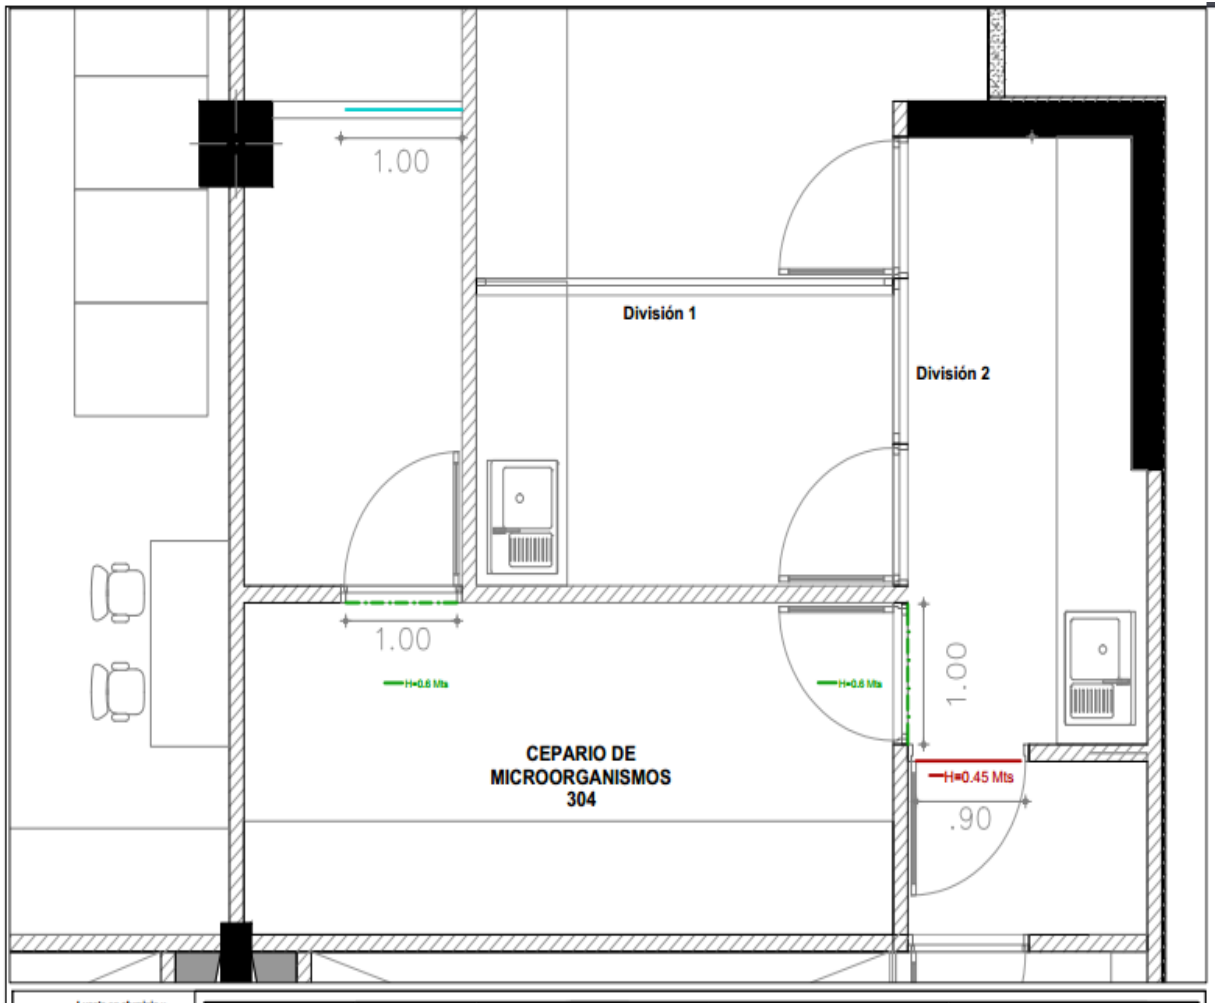 1.00
División 1
División 2
1.00
H=0.6 Mts
H=0.6 Mts
1.00
CEPARIO DE
MICROORGANISMOS
304
H=0.45 Mts
.90